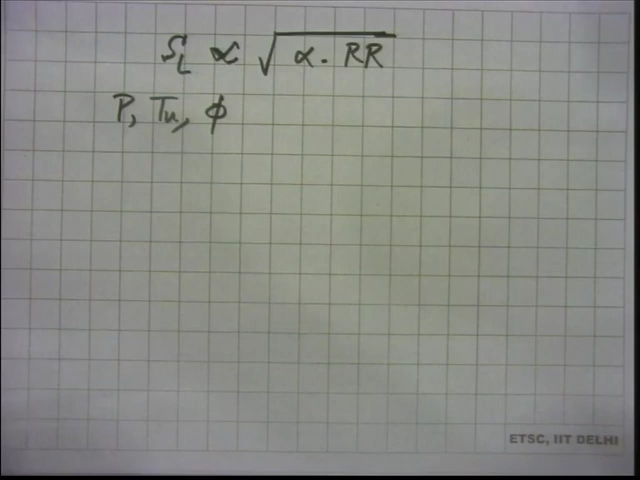 S_L ∝ √(α · RR)
P, Tu, ϕ
ETSC, IIT DELHI